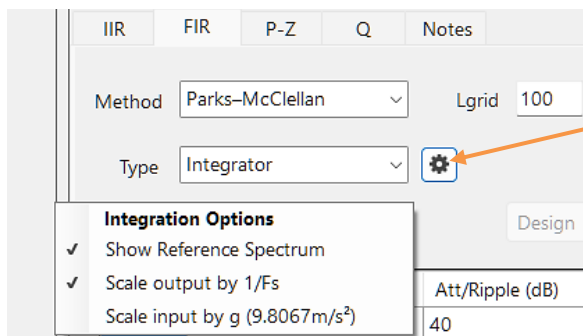 IIR FIR P-Z Q Notes
Method Parks–McClellan Lgrid 100
Type Integrator
Integration Options
✓ Show Reference Spectrum
✓ Scale output by 1/Fs
Scale input by g (9.8067m/s²)
Design
Att/Ripple (dB)
40